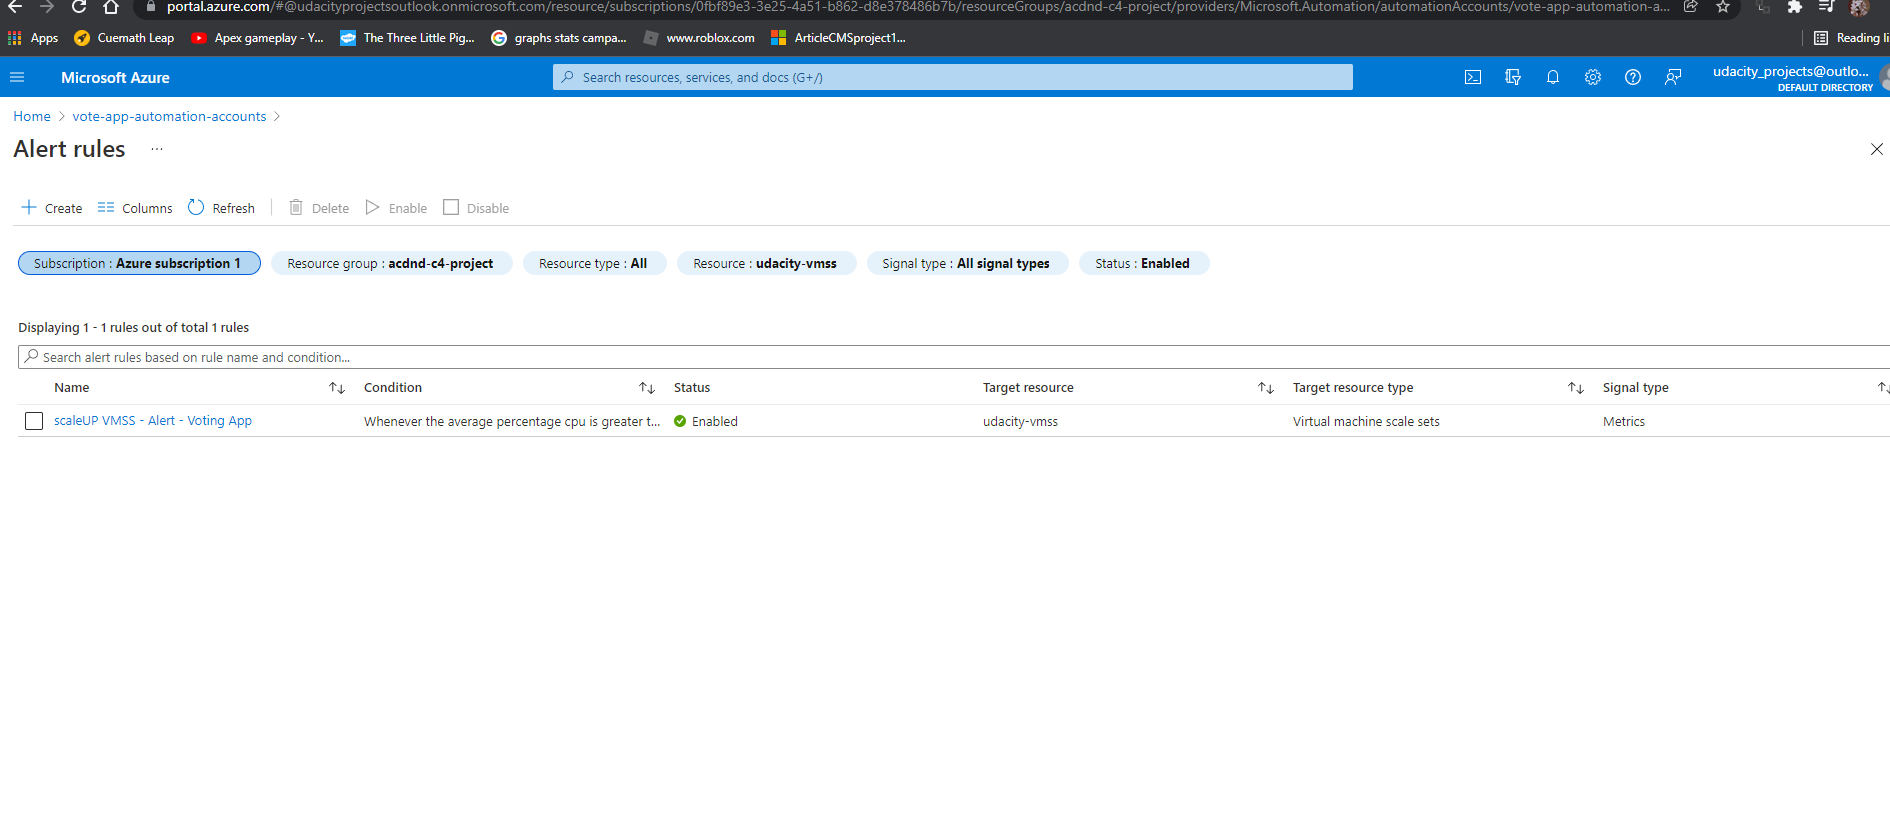 portal.azure.com/#@udacityprojectsoutlook.onmicrosoft.com/resource/subscriptions/0fbf89e3-3e25-4a51-b862-d8e378486b7b/resourceGroups/acdnd-c4-project/providers/Microsoft.Automation/automationAccounts/vote-app-automation-a...
Apps Cuemath Leap Apex gameplay - Y... The Three Little Pig... graphs stats campa... www.roblox.com ArticleCMSproject1... Reading li
Microsoft Azure Search resources, services, and docs (G+/) udacity_projects@outlo...
DEFAULT DIRECTORY
Home > vote-app-automation-accounts >
Alert rules ...
Create Columns Refresh Delete Enable Disable
Subscription : Azure subscription 1 Resource group : acdnd-c4-project Resource type : All Resource : udacity-vmss Signal type : All signal types Status : Enabled
Displaying 1 - 1 rules out of total 1 rules
Search alert rules based on rule name and condition...
Name Condition Status Target resource Target resource type Signal type
scaleUP VMSS - Alert - Voting App Whenever the average percentage cpu is greater t... Enabled udacity-vmss Virtual machine scale sets Metrics